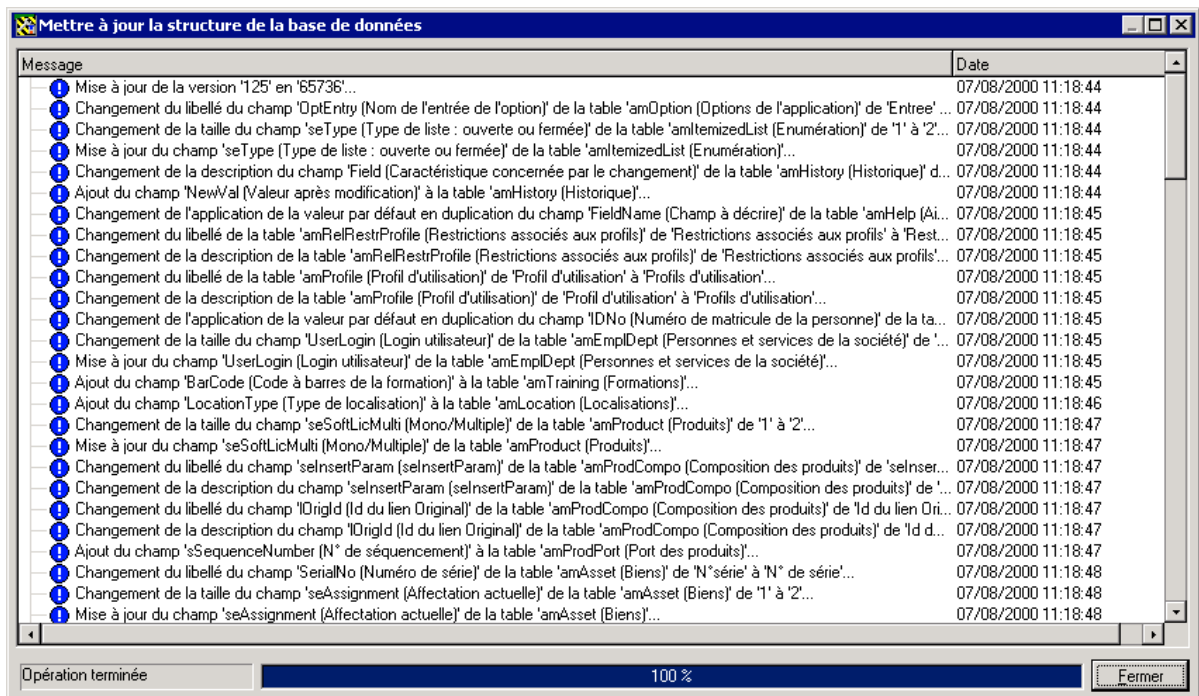 Mettre à jour la structure de la base de données
Message Date
Mise à jour de la version '125' en '65736'... 07/08/2000 11:18:44
Changement du libellé du champ 'OptEntry (Nom de l'entrée de l'option)' de la table 'amOption (Options de l'application)' de 'Entree' ... 07/08/2000 11:18:44
Changement de la taille du champ 'seType (Type de liste : ouverte ou fermée)' de la table 'amItemizedList (Enumération)' de '1' à '2'... 07/08/2000 11:18:44
Mise à jour du champ 'seType (Type de liste : ouverte ou fermée)' de la table 'amItemizedList (Enumération)'... 07/08/2000 11:18:44
Changement de la description du champ 'Field (Caractéristique concernée par le changement)' de la table 'amHistory (Historique)' d... 07/08/2000 11:18:44
Ajout du champ 'NewVal (Valeur après modification)' à la table 'amHistory (Historique)'... 07/08/2000 11:18:44
Changement de l'application de la valeur par défaut en duplication du champ 'FieldName (Champ à décrire)' de la table 'amHelp (Ai... 07/08/2000 11:18:45
Changement du libellé de la table 'amRelRestrProfile (Restrictions associés aux profils)' de 'Restrictions associés aux profils' à 'Rest... 07/08/2000 11:18:45
Changement de la description de la table 'amRelRestrProfile (Restrictions associés aux profils)' de 'Restrictions associés aux profils'... 07/08/2000 11:18:45
Changement du libellé de la table 'amProfile (Profil d'utilisation)' de 'Profil d'utilisation' à 'Profils d'utilisation'... 07/08/2000 11:18:45
Changement de la description de la table 'amProfile (Profil d'utilisation)' de 'Profil d'utilisation' à 'Profils d'utilisation'... 07/08/2000 11:18:45
Changement de l'application de la valeur par défaut en duplication du champ 'IDNo (Numéro de matricule de la personne)' de la ta... 07/08/2000 11:18:45
Changement de la taille du champ 'UserLogin (Login utilisateur)' de la table 'amEmplDept (Personnes et services de la société)' de '... 07/08/2000 11:18:45
Mise à jour du champ 'UserLogin (Login utilisateur)' de la table 'amEmplDept (Personnes et services de la société)'... 07/08/2000 11:18:45
Ajout du champ 'BarCode (Code à barres de la formation)' à la table 'amTraining (Formations)'... 07/08/2000 11:18:45
Ajout du champ 'LocationType (Type de localisation)' à la table 'amLocation (Localisations)'... 07/08/2000 11:18:46
Changement de la taille du champ 'seSoftLicMulti (Mono/Multiple)' de la table 'amProduct (Produits)' de '1' à '2'... 07/08/2000 11:18:47
Mise à jour du champ 'seSoftLicMulti (Mono/Multiple)' de la table 'amProduct (Produits)'... 07/08/2000 11:18:47
Changement du libellé du champ 'seInsertParam (seInsertParam)' de la table 'amProdCompo (Composition des produits)' de 'seInser... 07/08/2000 11:18:47
Changement de la description du champ 'seInsertParam (seInsertParam)' de la table 'amProdCompo (Composition des produits)' de '... 07/08/2000 11:18:47
Changement du libellé du champ 'lOrigId (Id du lien Original)' de la table 'amProdCompo (Composition des produits)' de 'Id du lien Ori... 07/08/2000 11:18:47
Changement de la description du champ 'lOrigId (Id du lien Original)' de la table 'amProdCompo (Composition des produits)' de 'Id d... 07/08/2000 11:18:47
Ajout du champ 'sSequenceNumber (N° de séquencement)' à la table 'amProdPort (Port des produits)'... 07/08/2000 11:18:47
Changement du libellé du champ 'SerialNo (Numéro de série)' de la table 'amAsset (Biens)' de 'N°série' à 'N° de série'... 07/08/2000 11:18:48
Changement de la taille du champ 'seAssignment (Affectation actuelle)' de la table 'amAsset (Biens)' de '1' à '2'... 07/08/2000 11:18:48
Mise à jour du champ 'seAssignment (Affectation actuelle)' de la table 'amAsset (Biens)'... 07/08/2000 11:18:48
Opération terminée 100 % Fermer